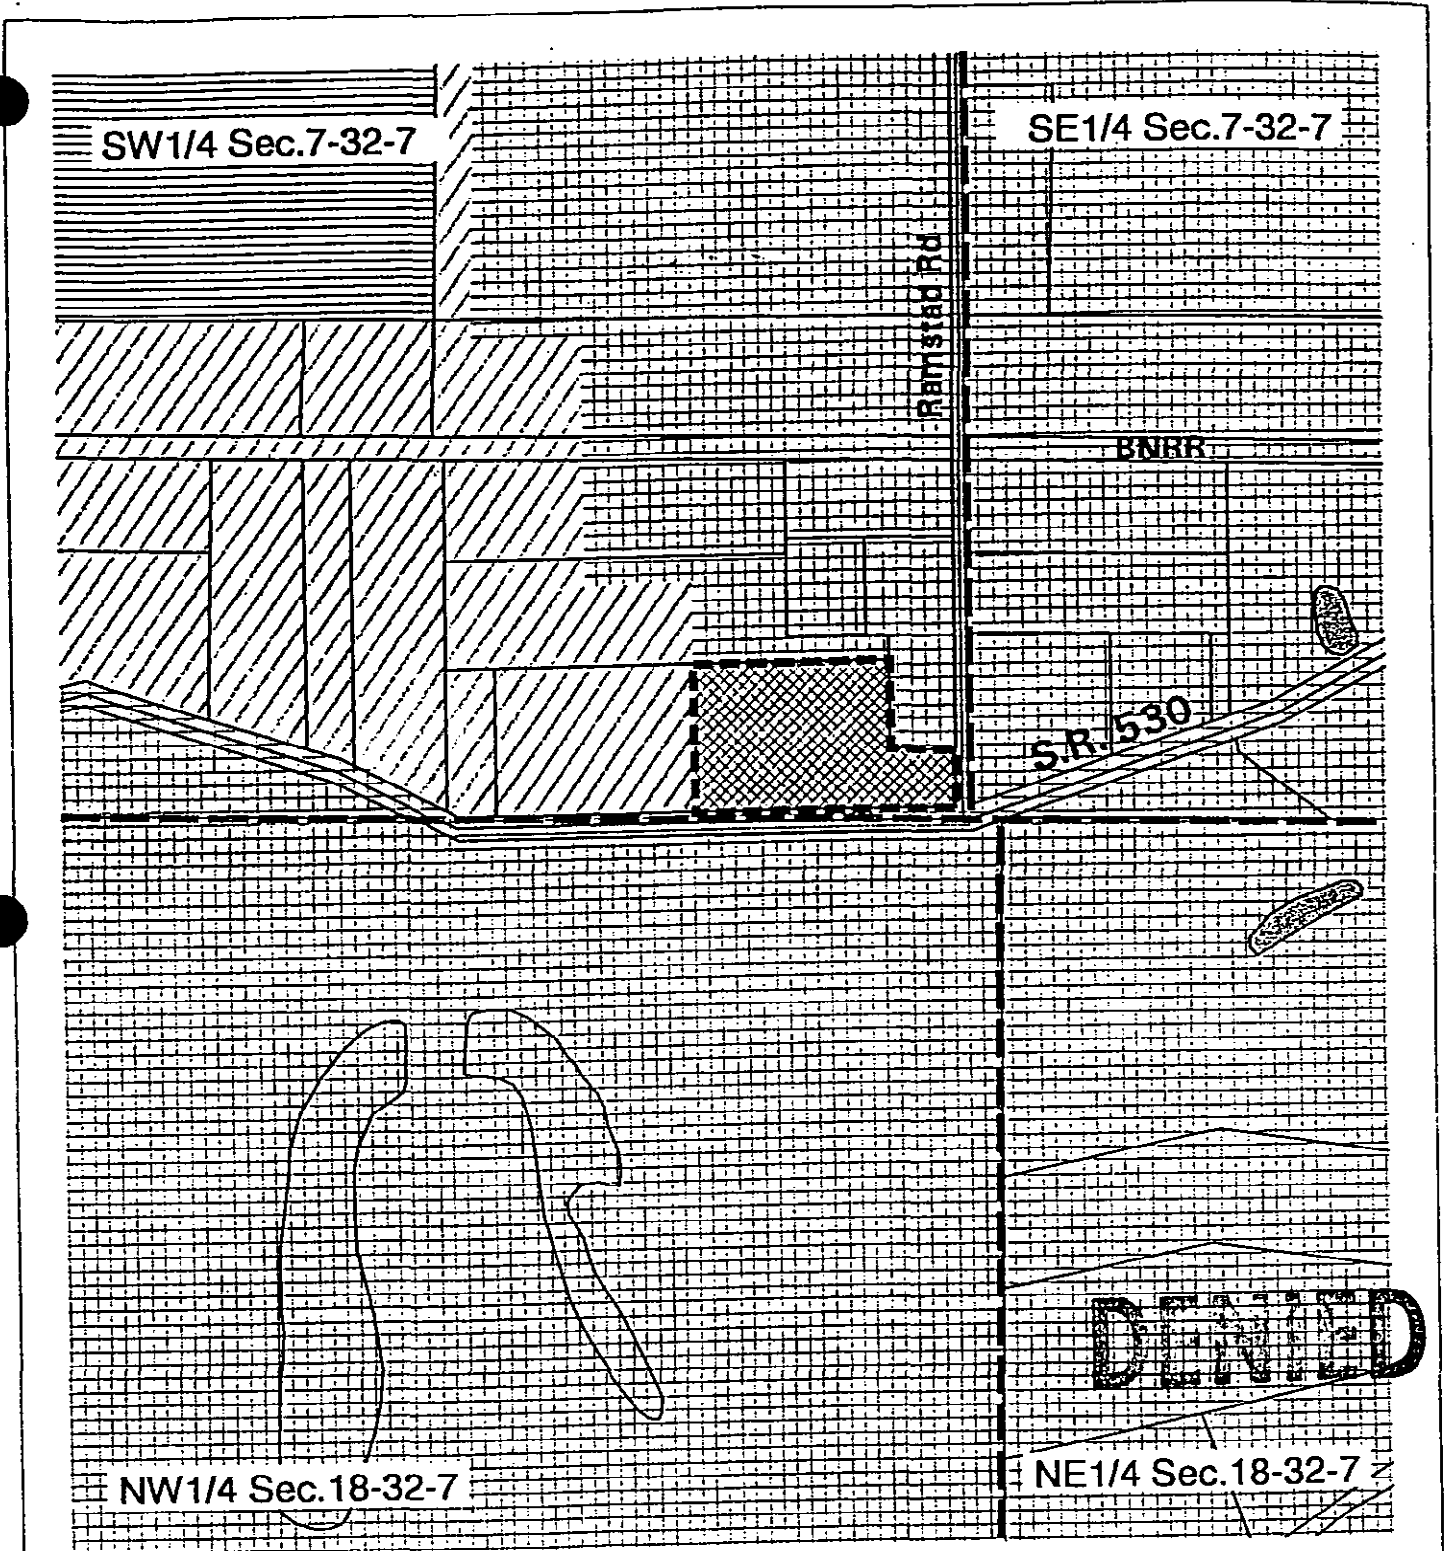 SW1/4 Sec.7-32-7
SE1/4 Sec.7-32-7
Ramstad Rd
BNRR
S.R. 530
DENIED
NW1/4 Sec.18-32-7
NE1/4 Sec.18-32-7